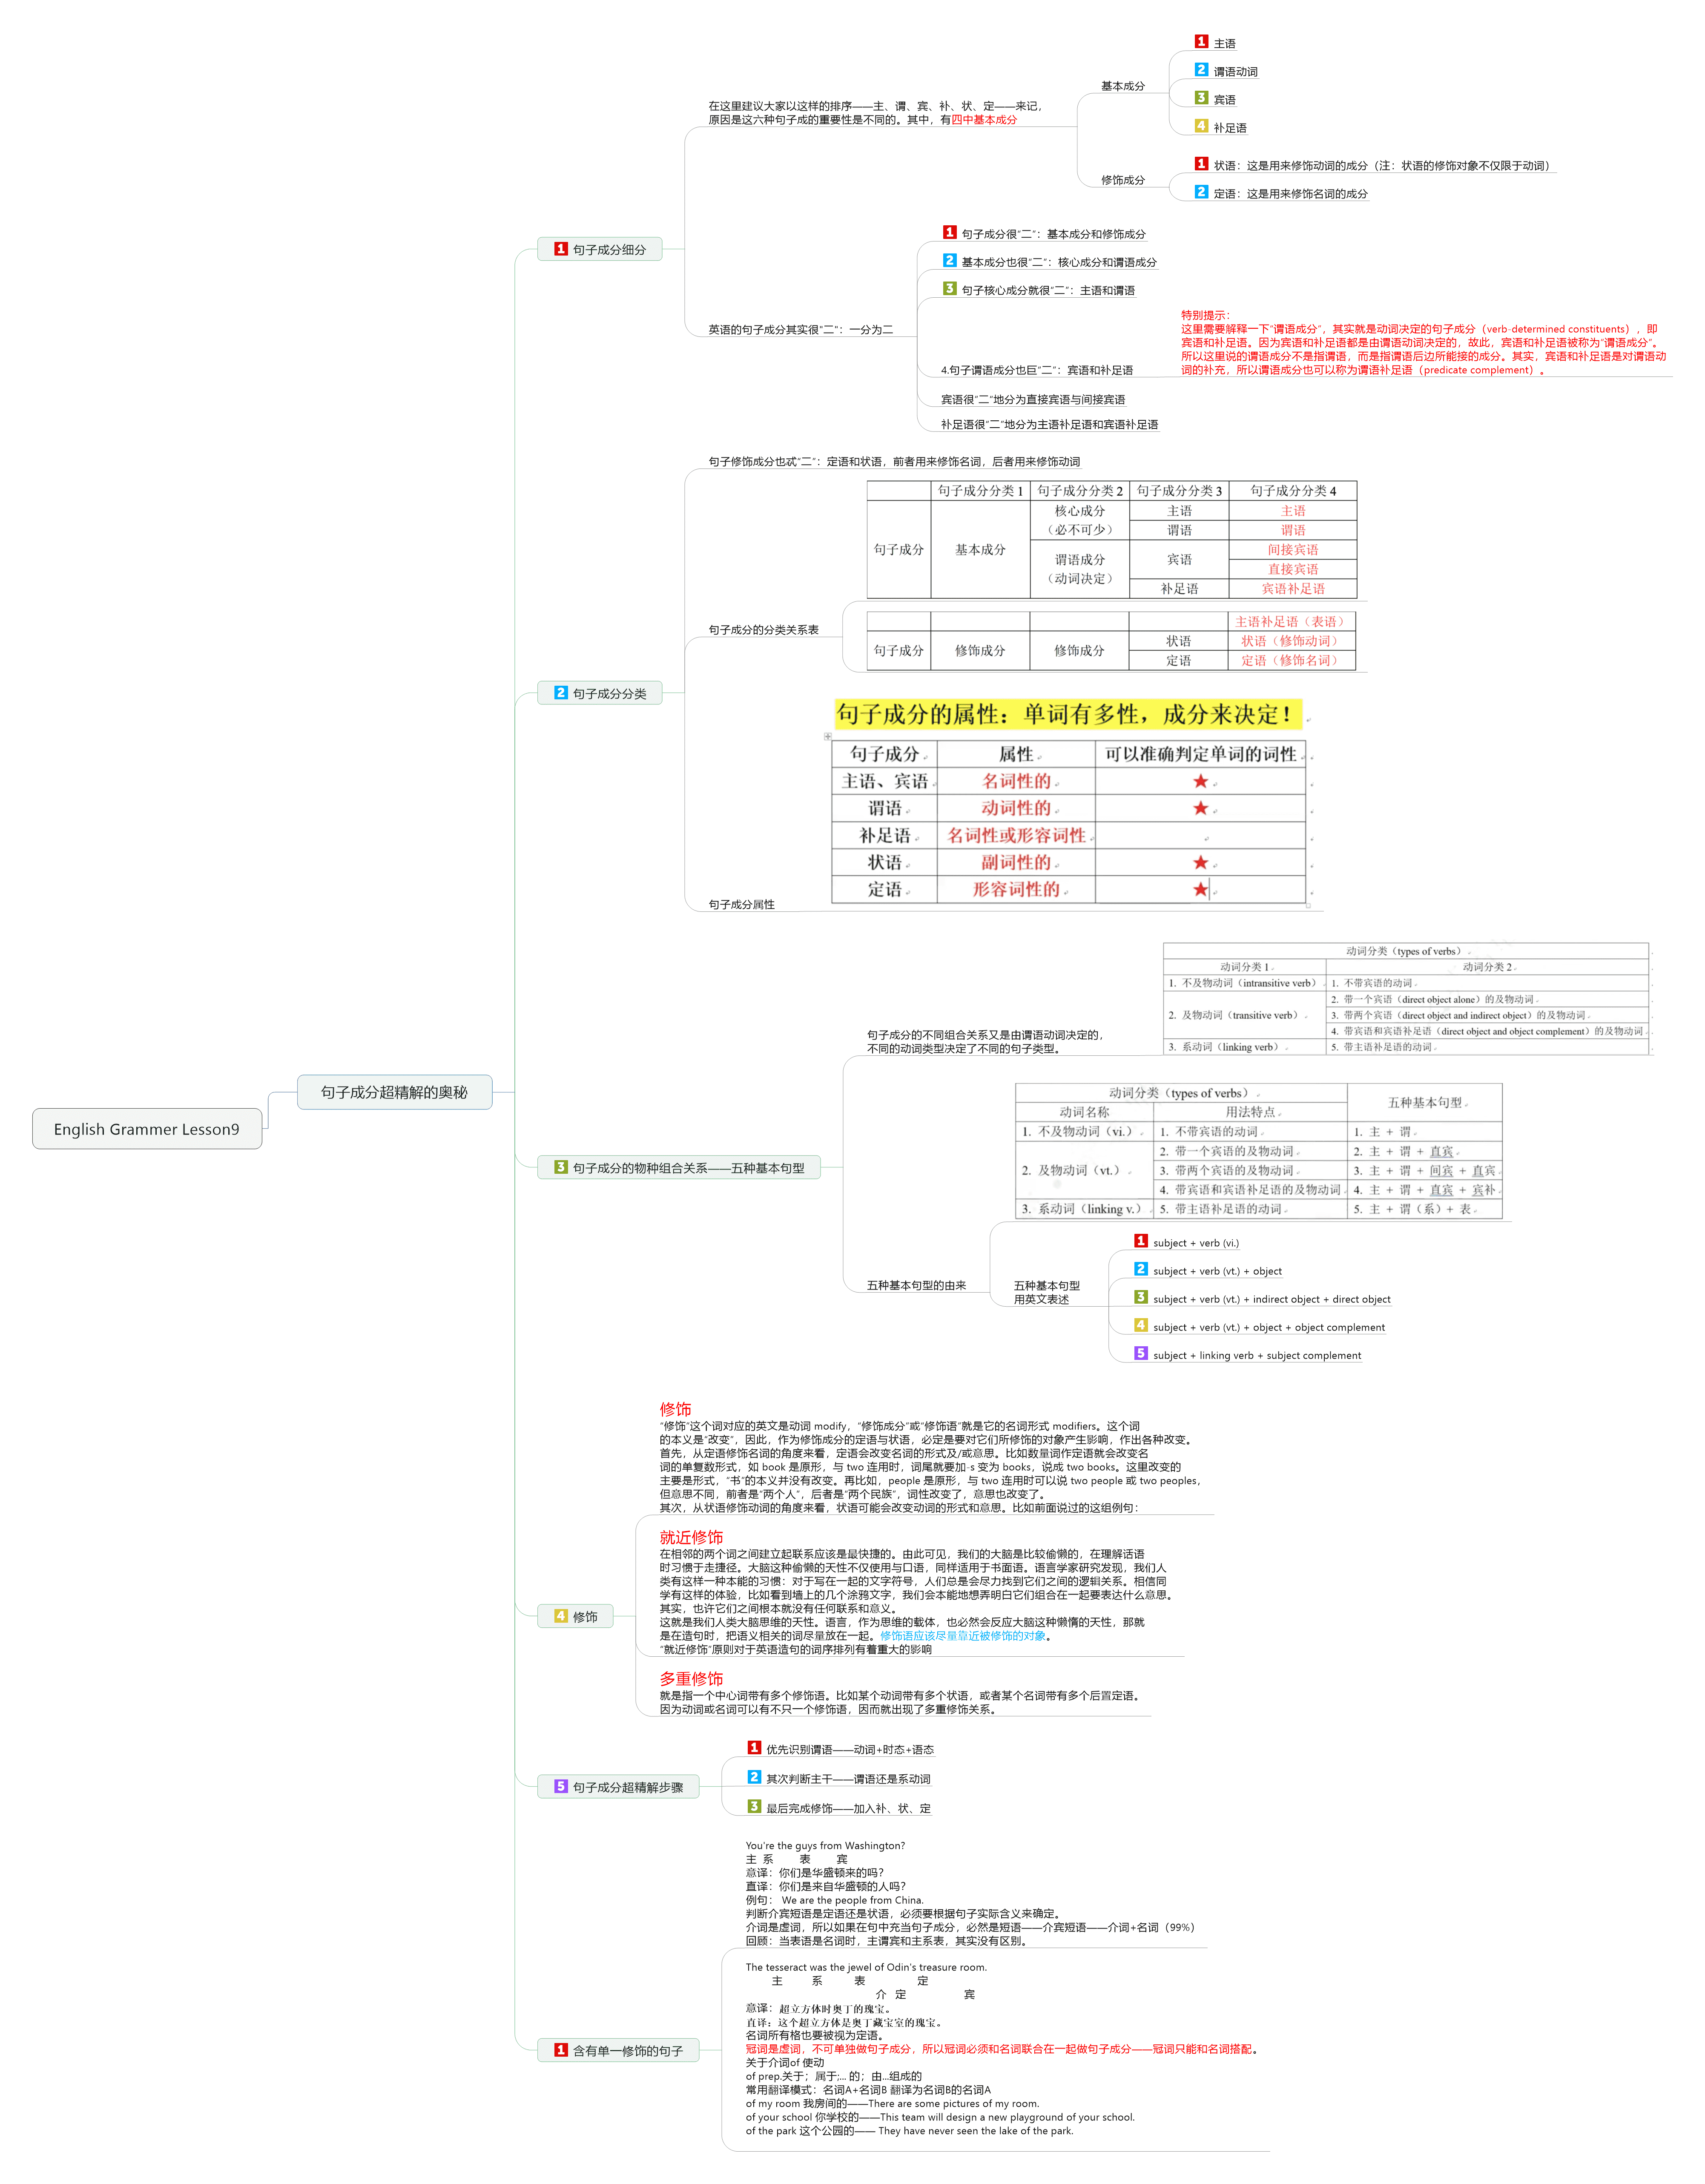 English Grammer Lesson9
句子成分超精解的奥秘
1 句子成分细分
在这里建议大家以这样的排序——主、谓、宾、补、状、定——来记，
原因是这六种句子成的重要性是不同的。其中，有四中基本成分
基本成分
1 主语
2 谓语动词
3 宾语
4 补足语
修饰成分
1 状语：这是用来修饰动词的成分（注：状语的修饰对象不仅限于动词）
2 定语：这是用来修饰名词的成分
英语的句子成分其实很“二”：一分为二
1 句子成分很“二”：基本成分和修饰成分
2 基本成分也很“二”：核心成分和谓语成分
3 句子核心成分就很“二”：主语和谓语
4.句子谓语成分也巨“二”：宾语和补足语
特别提示：
这里需要解释一下“谓语成分”，其实就是动词决定的句子成分（verb-determined constituents），即
宾语和补足语。因为宾语和补足语都是由谓语动词决定的，故此，宾语和补足语被称为“谓语成分”。
所以这里说的谓语成分不是指谓语，而是指谓语后边所能接的成分。其实，宾语和补足语是对谓语动
词的补充，所以谓语成分也可以称为谓语补足语（predicate complement）。
宾语很“二”地分为直接宾语与间接宾语
补足语很“二”地分为主语补足语和宾语补足语
2 句子成分分类
句子修饰成分也忒“二”：定语和状语，前者用来修饰名词，后者用来修饰动词
句子成分的分类关系表
句子成分分类 1 句子成分分类 2 句子成分分类 3 句子成分分类 4
句子成分 基本成分 核心成分（必不可少） 主语 主语
谓语 谓语
谓语成分（动词决定） 宾语 间接宾语
直接宾语
补足语 宾语补足语
主语补足语（表语）
句子成分 修饰成分 修饰成分 状语 状语（修饰动词）
定语 定语（修饰名词）
句子成分属性
句子成分的属性：单词有多性，成分来决定！
句子成分 属性 可以准确判定单词的词性
主语、宾语 名词性的 ★
谓语 动词性的 ★
补足语 名词性或形容词性
状语 副词性的 ★
定语 形容词性的 ★
3 句子成分的物种组合关系——五种基本句型
句子成分的不同组合关系又是由谓语动词决定的，
不同的动词类型决定了不同的句子类型。
动词分类（types of verbs）
动词分类 1 动词分类 2
1. 不及物动词（intransitive verb） 1. 不带宾语的动词
2. 及物动词（transitive verb） 2. 带一个宾语（direct object alone）的及物动词
3. 带两个宾语（direct object and indirect object）的及物动词
4. 带宾语和宾语补足语（direct object and object complement）的及物动词
3. 系动词（linking verb） 5. 带主语补足语的动词
五种基本句型的由来
动词分类（types of verbs） 五种基本句型
动词名称 用法特点
1. 不及物动词（vi.） 1. 不带宾语的动词 1. 主 + 谓
2. 及物动词（vt.） 2. 带一个宾语的及物动词 2. 主 + 谓 + 直宾
3. 带两个宾语的及物动词 3. 主 + 谓 + 间宾 + 直宾
4. 带宾语和宾语补足语的及物动词 4. 主 + 谓 + 直宾 + 宾补
3. 系动词（linking v.） 5. 带主语补足语的动词 5. 主 + 谓（系）+ 表
五种基本句型
用英文表述
1 subject + verb (vi.)
2 subject + verb (vt.) + object
3 subject + verb (vt.) + indirect object + direct object
4 subject + verb (vt.) + object + object complement
5 subject + linking verb + subject complement
4 修饰
修饰
“修饰”这个词对应的英文是动词 modify，“修饰成分”或“修饰语”就是它的名词形式 modifiers。这个词
的本义是“改变”，因此，作为修饰成分的定语与状语，必定是要对它们所修饰的对象产生影响，作出各种改变。
首先，从定语修饰名词的角度来看，定语会改变名词的形式及/或意思。比如数量词作定语就会改变名
词的单复数形式，如 book 是原形，与 two 连用时，词尾就要加-s 变为 books，说成 two books。这里改变的
主要是形式，“书”的本义并没有改变。再比如，people 是原形，与 two 连用时可以说 two people 或 two peoples，
但意思不同，前者是“两个人”，后者是“两个民族”，词性改变了，意思也改变了。
其次，从状语修饰动词的角度来看，状语可能会改变动词的形式和意思。比如前面说过的这组例句：
就近修饰
在相邻的两个词之间建立起联系应该是最快捷的。由此可见，我们的大脑是比较偷懒的，在理解话语
时习惯于走捷径。大脑这种偷懒的天性不仅使用与口语，同样适用于书面语。语言学家研究发现，我们人
类有这样一种本能的习惯：对于写在一起的文字符号，人们总是会尽力找到它们之间的逻辑关系。相信同
学有这样的体验，比如看到墙上的几个涂鸦文字，我们会本能地想弄明白它们组合在一起要表达什么意思。
其实，也许它们之间根本就没有任何联系和意义。
这就是我们人类大脑思维的天性。语言，作为思维的载体，也必然会反应大脑这种懒惰的天性，那就
是在造句时，把语义相关的词尽量放在一起。修饰语应该尽量靠近被修饰的对象。
“就近修饰”原则对于英语造句的词序排列有着重大的影响
多重修饰
就是指一个中心词带有多个修饰语。比如某个动词带有多个状语，或者某个名词带有多个后置定语。
因为动词或名词可以有不只一个修饰语，因而就出现了多重修饰关系。
5 句子成分超精解步骤
1 优先识别谓语——动词+时态+语态
2 其次判断主干——谓语还是系动词
3 最后完成修饰——加入补、状、定
1 含有单一修饰的句子
You're the guys from Washington?
主 系 表 宾
意译：你们是华盛顿来的吗？
直译：你们是来自华盛顿的人吗？
例句： We are the people from China.
判断介宾短语是定语还是状语，必须要根据句子实际含义来确定。
介词是虚词，所以如果在句中充当句子成分，必然是短语——介宾短语——介词+名词（99%）
回顾：当表语是名词时，主谓宾和主系表，其实没有区别。
The tesseract was the jewel of Odin's treasure room.
主 系 表 定
介 定 宾
意译：超立方体时奥丁的瑰宝。
直译：这个超立方体是奥丁藏宝室的瑰宝。
名词所有格也要被视为定语。
冠词是虚词，不可单独做句子成分，所以冠词必须和名词联合在一起做句子成分——冠词只能和名词搭配。
关于介词of 使动
of prep.关于；属于;... 的；由...组成的
常用翻译模式：名词A+名词B 翻译为名词B的名词A
of my room 我房间的——There are some pictures of my room.
of your school 你学校的——This team will design a new playground of your school.
of the park 这个公园的—— They have never seen the lake of the park.